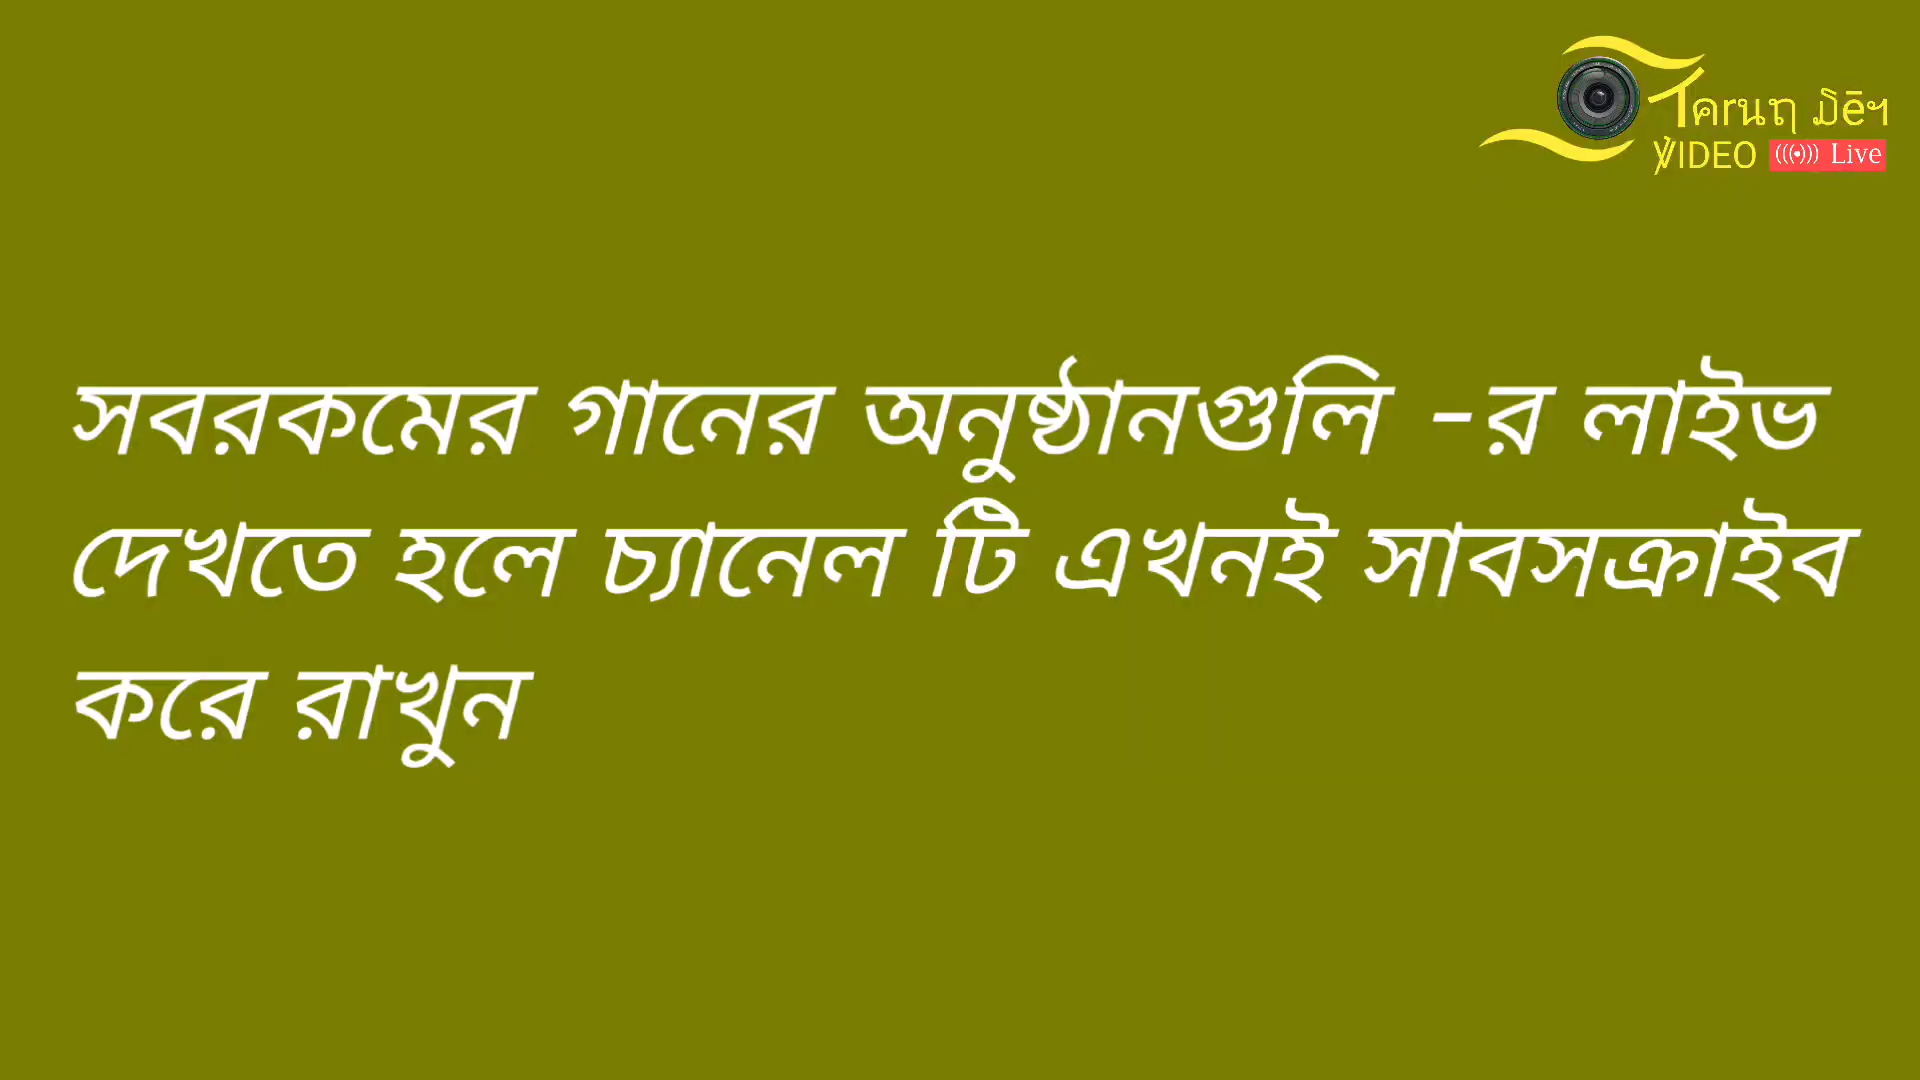 VIDEO ((•)) Live
সবরকমের গানের অনুষ্ঠানগুলি -র লাইভ
দেখতে হলে চ্যানেল টি এখনই সাবসক্রাইব
করে রাখুন